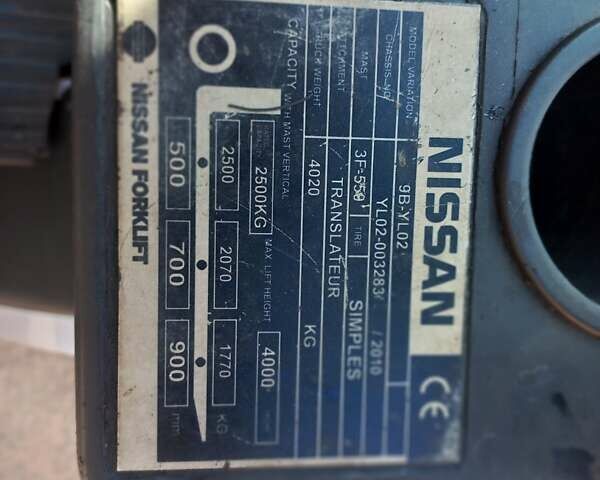 NISSAN CE
MODEL VARIATION 9B-YL02
CHASSIS-NO. YL02-003283 / 2010
MAST 3F-550 TIRE SIMPLES
ATTACHMENT TRANSLATEUR
TRUCK WEIGHT 4020 KG
CAPACITY WITH MAST VERTICAL
2500KG MAX. LIFT HEIGHT 4000
2500 2070 1770 KG
500 700 900 mm
NISSAN FORKLIFT